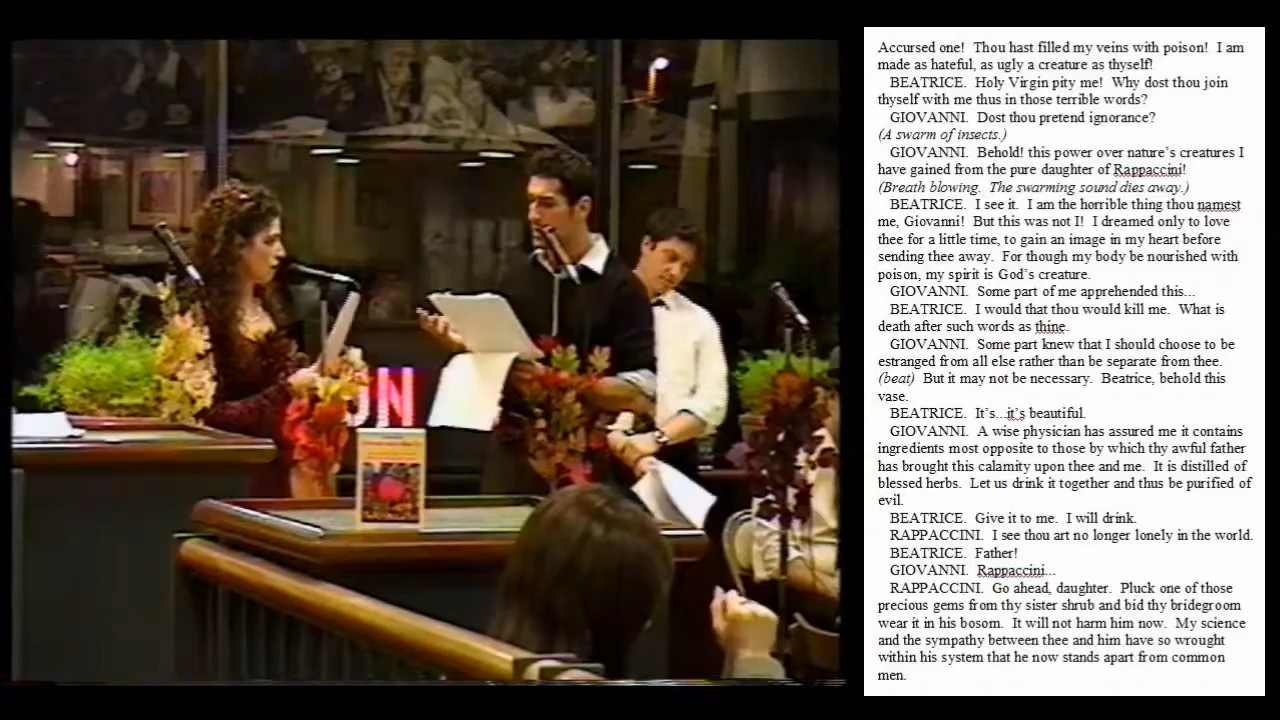 Accursed one! Thou hast filled my veins with poison! I am
made as hateful, as ugly a creature as thyself!
BEATRICE. Holy Virgin pity me! Why dost thou join
thyself with me thus in those terrible words?
GIOVANNI. Dost thou pretend ignorance?
(A swarm of insects.)
GIOVANNI. Behold! this power over nature's creatures I
have gained from the pure daughter of Rappaccini!
(Breath blowing. The swarming sound dies away.)
BEATRICE. I see it. I am the horrible thing thou namest
me, Giovanni! But this was not I! I dreamed only to love
thee for a little time, to gain an image in my heart before
sending thee away. For though my body be nourished with
poison, my spirit is God's creature.
GIOVANNI. Some part of me apprehended this...
BEATRICE. I would that thou would kill me. What is
death after such words as thine.
GIOVANNI. Some part knew that I should choose to be
estranged from all else rather than be separate from thee.
(beat) But it may not be necessary. Beatrice, behold this
vase.
BEATRICE. It's...it's beautiful.
GIOVANNI. A wise physician has assured me it contains
ingredients most opposite to those by which thy awful father
has brought this calamity upon thee and me. It is distilled of
blessed herbs. Let us drink it together and thus be purified of
evil.
BEATRICE. Give it to me. I will drink.
RAPPACCINI. I see thou art no longer lonely in the world.
BEATRICE. Father!
GIOVANNI. Rappaccini...
RAPPACCINI. Go ahead, daughter. Pluck one of those
precious gems from thy sister shrub and bid thy bridegroom
wear it in his bosom. It will not harm him now. My science
and the sympathy between thee and him have so wrought
within his system that he now stands apart from common
men.
ON